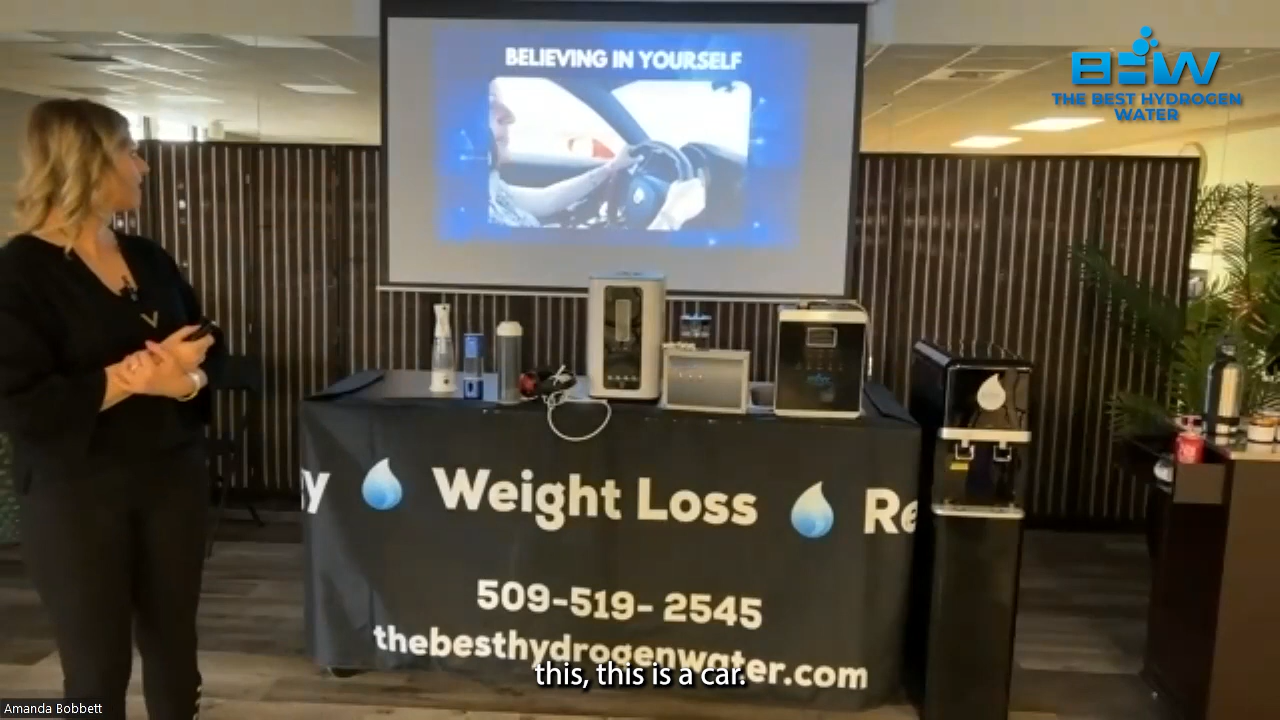 BELIEVING IN YOURSELF
BHW
THE BEST HYDROGEN
WATER
y Weight Loss Re
509-519- 2545
thebesthydrogenwater.com
this, this is a car.
Amanda Bobbett